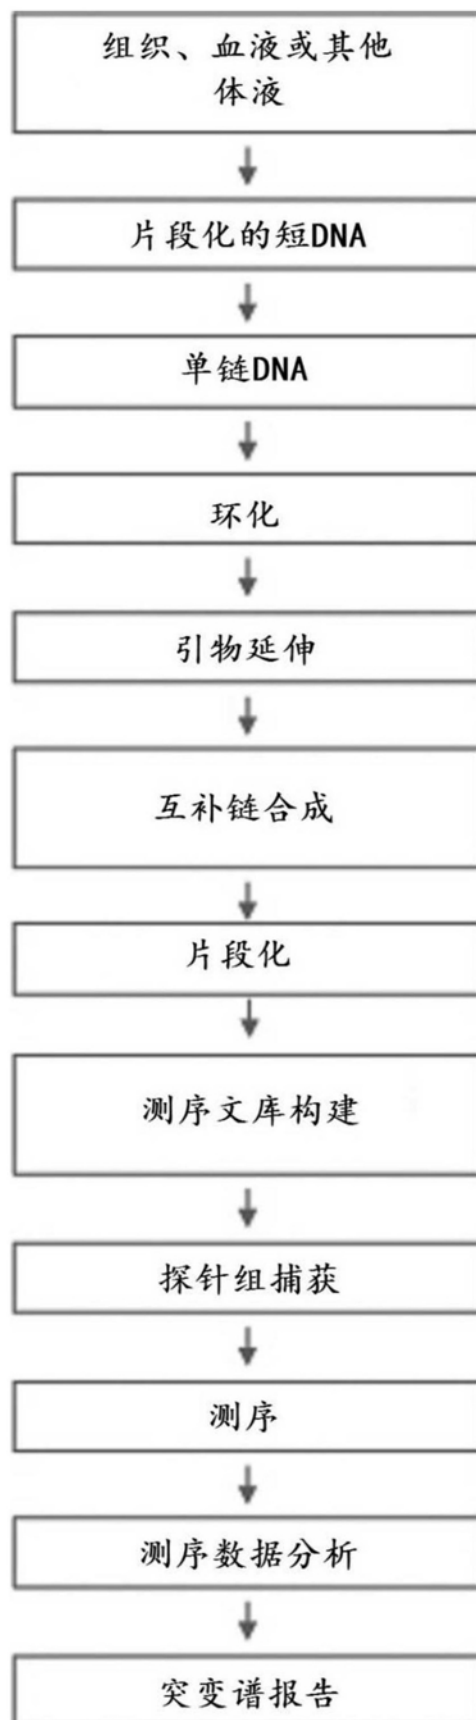 组织、血液或其他
体液
片段化的短DNA
单链DNA
环化
引物延伸
互补链合成
片段化
测序文库构建
探针组捕获
测序
测序数据分析
突变谱报告